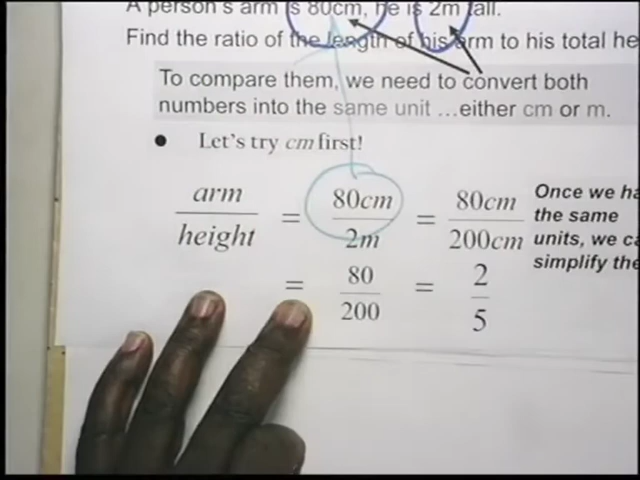 A person's arm is 80cm, he is 2m tall.
Find the ratio of the length of his arm to his total he
To compare them, we need to convert both
numbers into the same unit ...either cm or m.
● Let's try cm first!
arm / height = 80cm / 2m = 80cm / 200cm
= 80 / 200 = 2 / 5
Once we ha
the same
units, we ca
simplify the